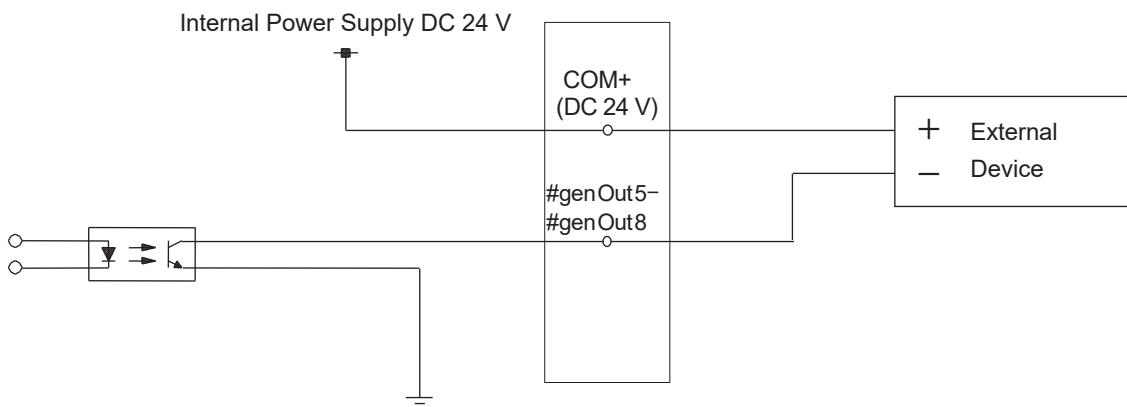 Internal Power Supply DC 24 V
COM+
(DC 24 V)
+ External
− Device
#genOut5−
#genOut8